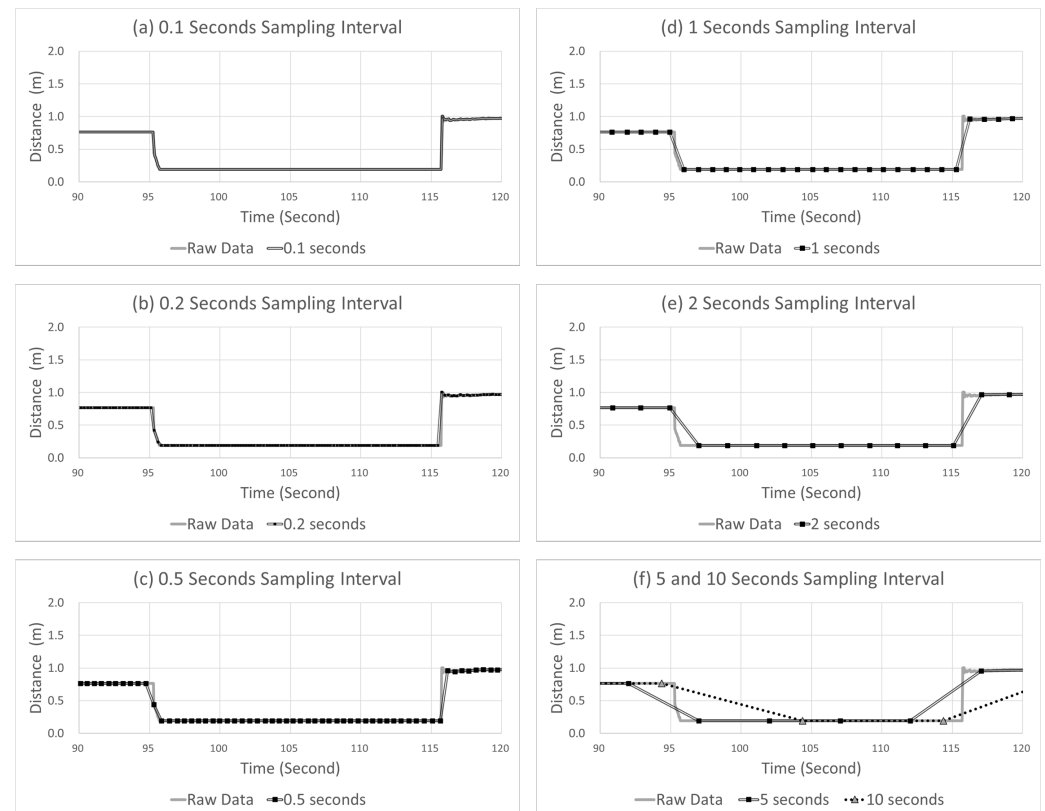 (a) 0.1 Seconds Sampling Interval
2.0
1.5
1.0
0.5
0.0
Distance (m)
90 95 100 105 110 115 120
Time (Second)
Raw Data 0.1 seconds
(b) 0.2 Seconds Sampling Interval
2.0
1.5
1.0
0.5
0.0
Distance (m)
90 95 100 105 110 115 120
Time (Second)
Raw Data 0.2 seconds
(c) 0.5 Seconds Sampling Interval
2.0
1.5
1.0
0.5
0.0
Distance (m)
90 95 100 105 110 115 120
Time (Second)
Raw Data 0.5 seconds
(d) 1 Seconds Sampling Interval
2.0
1.5
1.0
0.5
0.0
Distance (m)
90 95 100 105 110 115 120
Time (Second)
Raw Data 1 seconds
(e) 2 Seconds Sampling Interval
2.0
1.5
1.0
0.5
0.0
Distance (m)
90 95 100 105 110 115 120
Time (Second)
Raw Data 2 seconds
(f) 5 and 10 Seconds Sampling Interval
2.0
1.5
1.0
0.5
0.0
Distance (m)
90 95 100 105 110 115 120
Time (Second)
Raw Data 5 seconds 10 seconds